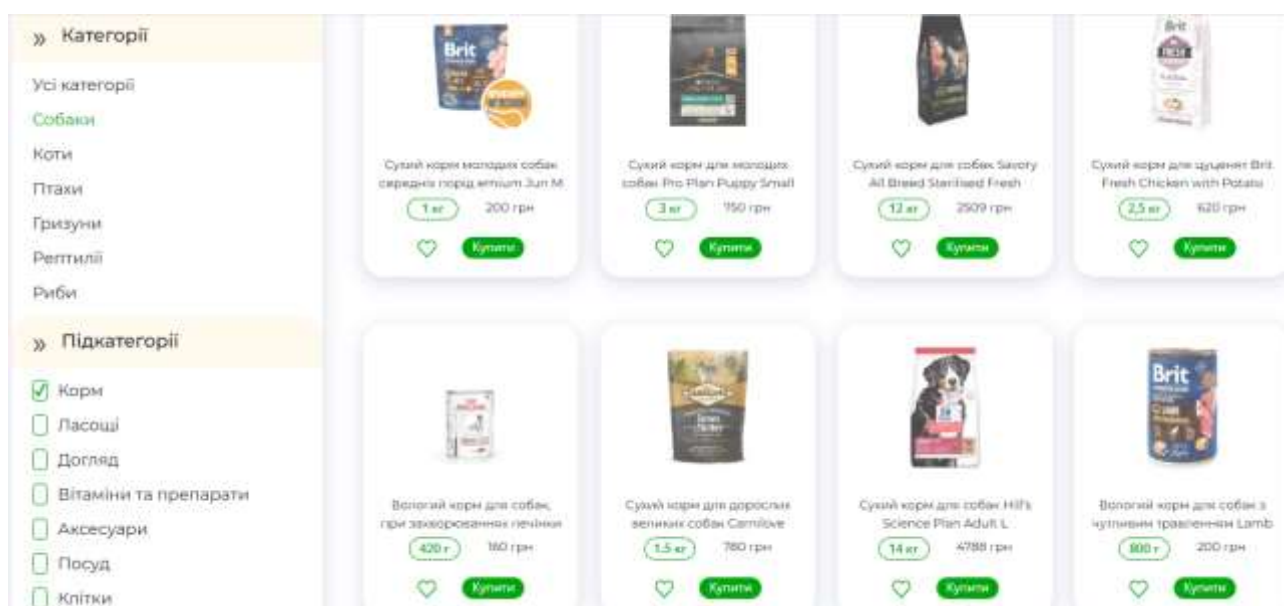 » Категорії
Усі категорії
Собаки
Коти
Птахи
Гризуни
Рептилії
Риби
» Підкатегорії
Корм
Ласощі
Догляд
Вітаміни та препарати
Аксесуари
Посуд
Клітки
Brit
Сухий корм молодих собак
середніх порід emium Jun M
1 кг 200 грн
Купити
Сухий корм для молодих
собак Pro Plan Puppy Small
3 кг 750 грн
Купити
Сухий корм для собак Savory
All Breed Sterilised Fresh
12 кг 2509 грн
Купити
Brit
FRESH
Сухий корм для цуценят Brit
Fresh Chicken with Potato
2,5 кг 620 грн
Купити
Вологий корм для собак,
при захворюваннях печінки
420 г 160 грн
Купити
Сухий корм для дорослих
великих собак Carnilove
1.5 кг 780 грн
Купити
Сухий корм для собак Hill's
Science Plan Adult L
14 кг 4788 грн
Купити
Brit
Вологий корм для собак з
чутливим травленням Lamb
800 г 200 грн
Купити